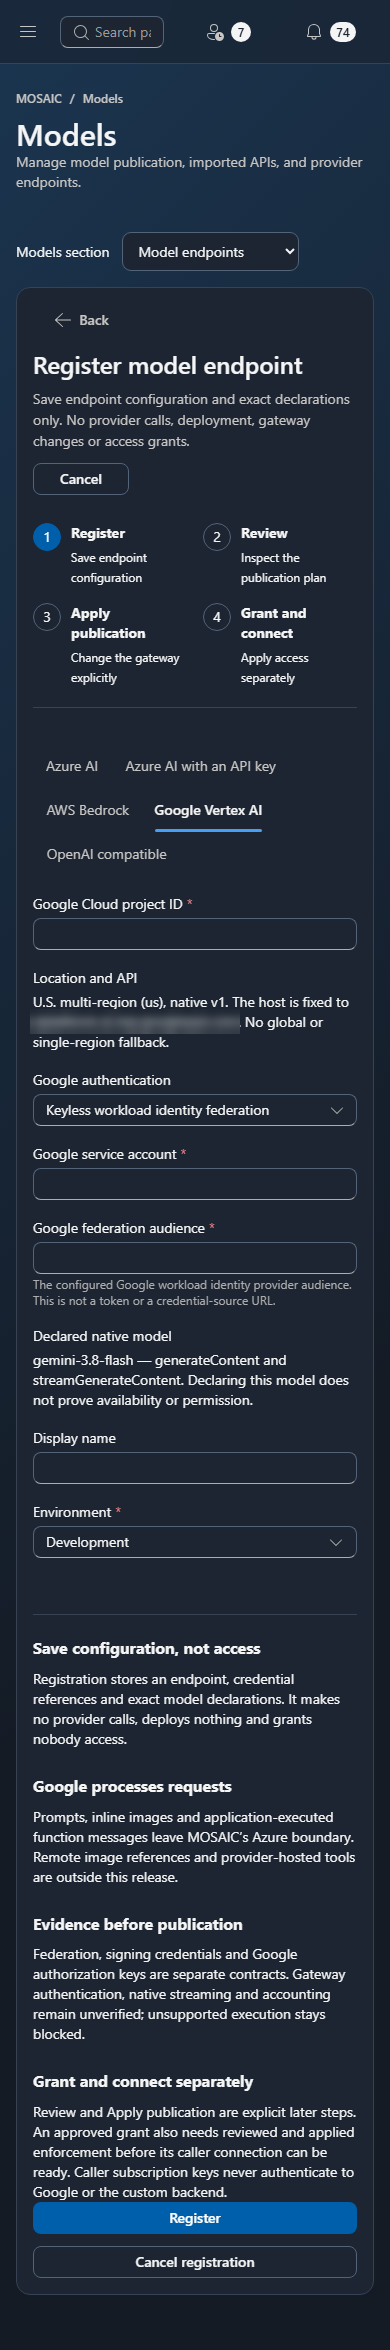 Search pa
7
74
MOSAIC / Models
Models
Manage model publication, imported APIs, and provider
endpoints.
Models section
Model endpoints
Back
Register model endpoint
Save endpoint configuration and exact declarations
only. No provider calls, deployment, gateway
changes or access grants.
Cancel
1
Register
Save endpoint
configuration
2
Review
Inspect the
publication plan
3
Apply
publication
Change the gateway
explicitly
4
Grant and
connect
Apply access
separately
Azure AI
Azure AI with an API key
AWS Bedrock
Google Vertex AI
OpenAI compatible
Google Cloud project ID *
Location and API
U.S. multi-region (us), native v1. The host is fixed to
. No global or
single-region fallback.
Google authentication
Keyless workload identity federation
Google service account *
Google federation audience *
The configured Google workload identity provider audience.
This is not a token or a credential-source URL.
Declared native model
gemini-3.8-flash — generateContent and
streamGenerateContent. Declaring this model does
not prove availability or permission.
Display name
Environment *
Development
Save configuration, not access
Registration stores an endpoint, credential
references and exact model declarations. It makes
no provider calls, deploys nothing and grants
nobody access.
Google processes requests
Prompts, inline images and application-executed
function messages leave MOSAIC’s Azure boundary.
Remote image references and provider-hosted tools
are outside this release.
Evidence before publication
Federation, signing credentials and Google
authorization keys are separate contracts. Gateway
authentication, native streaming and accounting
remain unverified; unsupported execution stays
blocked.
Grant and connect separately
Review and Apply publication are explicit later steps.
An approved grant also needs reviewed and applied
enforcement before its caller connection can be
ready. Caller subscription keys never authenticate to
Google or the custom backend.
Register
Cancel registration